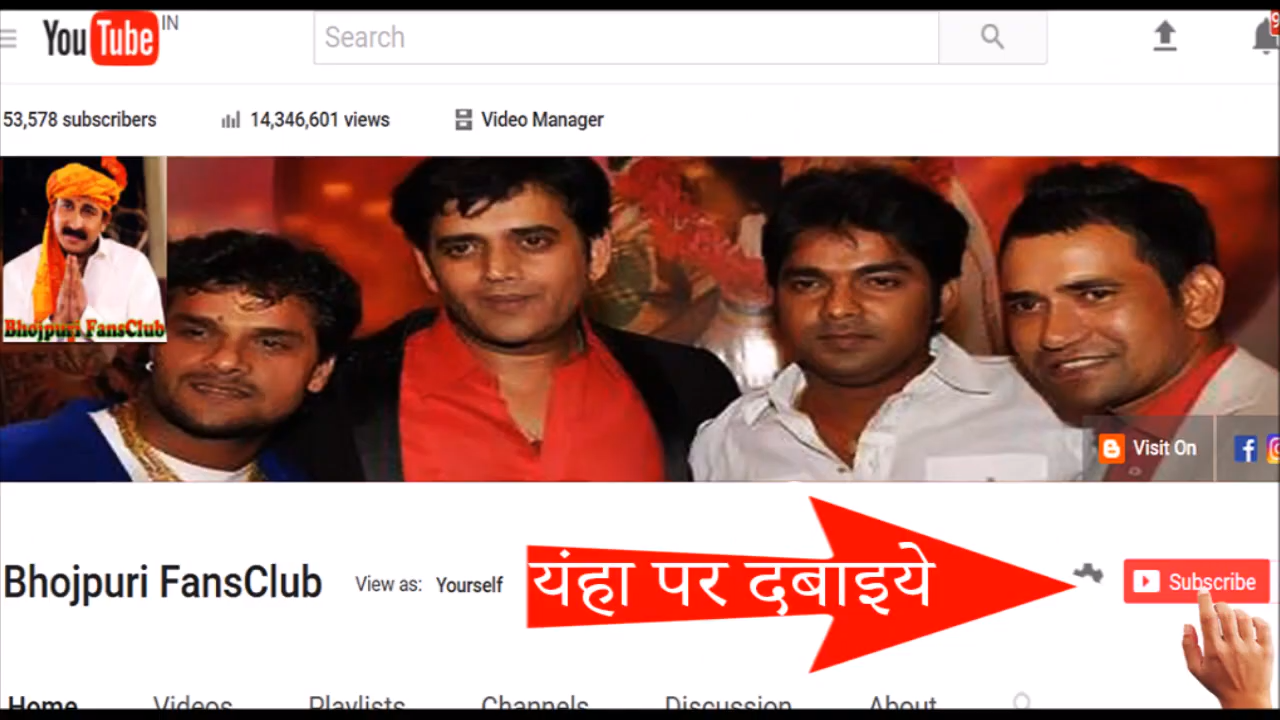 YouTube IN
Search
9
53,578 subscribers
14,346,601 views
Video Manager
Bhojpuri FansClub
Visit On
Bhojpuri FansClub
View as: Yourself
यंहा पर दबाइये
Subscribe
Home Videos Playlists Channels Discussion About